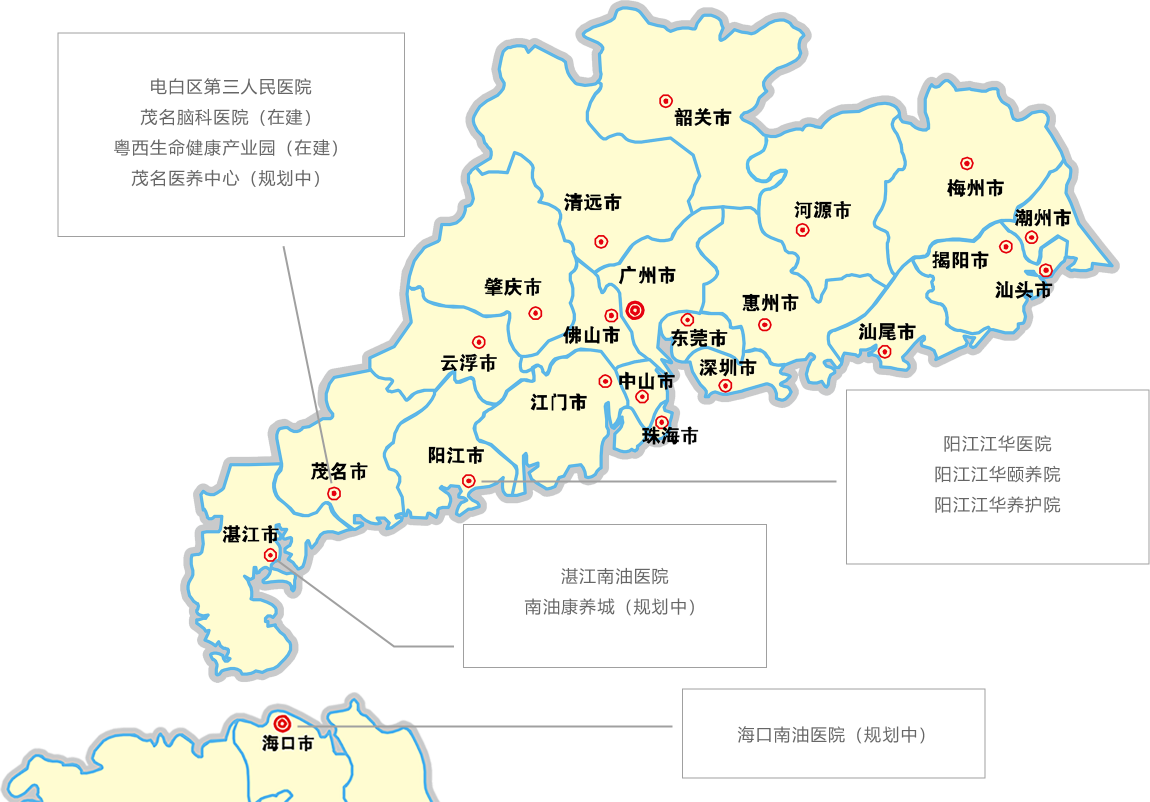 电白区第三人民医院
茂名脑科医院（在建）
粤西生命健康产业园（在建）
茂名医养中心（规划中）
韶关市
梅州市
清远市
河源市
潮州市
揭阳市
广州市
肇庆市
汕头市
惠州市
佛山市
东莞市
汕尾市
云浮市
深圳市
中山市
江门市
珠海市
阳江市
茂名市
湛江市
阳江江华医院
阳江江华颐养院
阳江江华养护院
湛江南油医院
南油康养城（规划中）
海口市
海口南油医院（规划中）